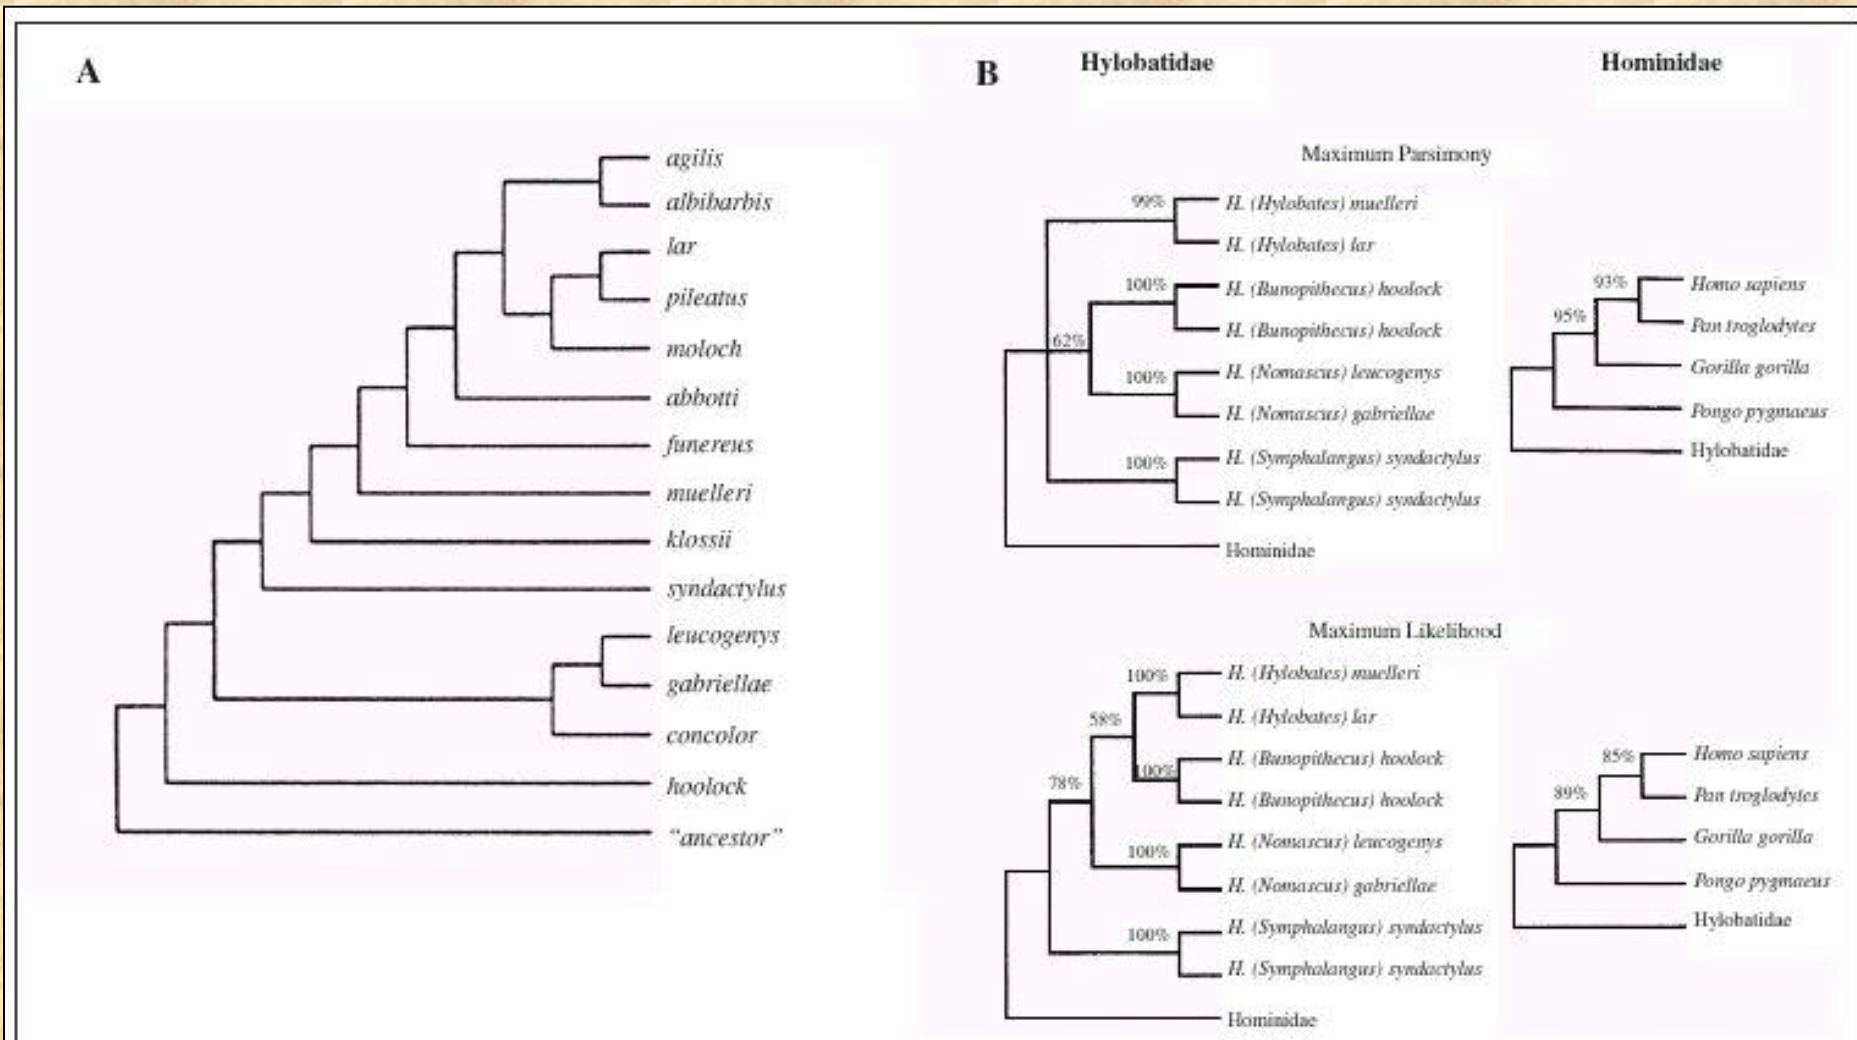 A
agilis
albibarbis
lar
pileatus
moloch
abbotti
funereus
muelleri
klossii
syndactylus
leucogenys
gabriellae
concolor
hoolock
“ancestor”
B
Hylobatidae
Hominidae
Maximum Parsimony
99%
H. (Hylobates) muelleri
H. (Hylobates) lar
100%
H. (Bunopithecus) hoolock
H. (Bunopithecus) hoolock
62%
100%
H. (Nomascus) leucogenys
H. (Nomascus) gabriellae
100%
H. (Symphalangus) syndactylus
H. (Symphalangus) syndactylus
Hominidae
93%
Homo sapiens
95%
Pan troglodytes
Gorilla gorilla
Pongo pygmaeus
Hylobatidae
Maximum Likelihood
100%
H. (Hylobates) muelleri
58%
H. (Hylobates) lar
100%
H. (Bunopithecus) hoolock
78%
H. (Bunopithecus) hoolock
100%
H. (Nomascus) leucogenys
H. (Nomascus) gabriellae
100%
H. (Symphalangus) syndactylus
H. (Symphalangus) syndactylus
Hominidae
85%
Homo sapiens
89%
Pan troglodytes
Gorilla gorilla
Pongo pygmaeus
Hylobatidae